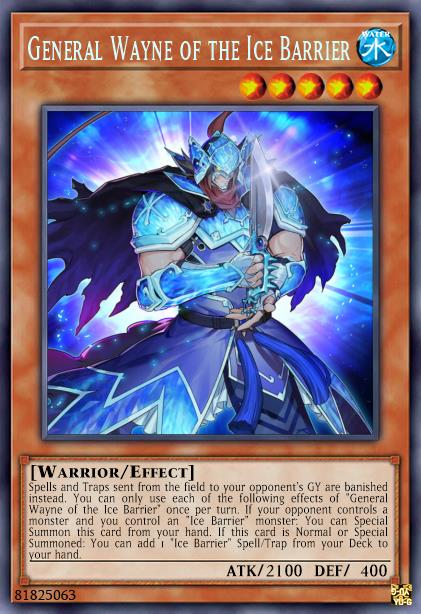 General Wayne of the Ice Barrier
WATER
水
[Warrior/Effect]
Spells and Traps sent from the field to your opponent's GY are banished
instead. You can only use each of the following effects of "General
Wayne of the Ice Barrier" once per turn. If your opponent controls a
monster and you control an "Ice Barrier" monster: You can Special
Summon this card from your hand. If this card is Normal or Special
Summoned: You can add 1 "Ice Barrier" Spell/Trap from your Deck to
your hand.
ATK/2100 DEF/ 400
81825063